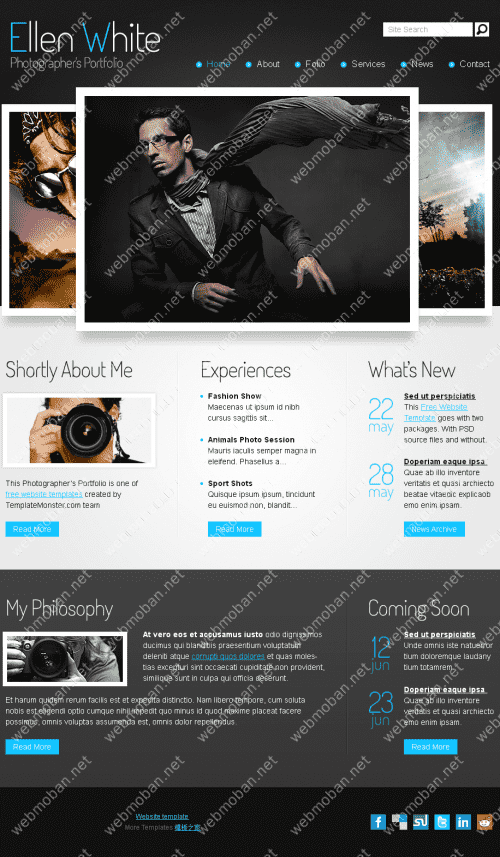 Ellen White
Photographer's Portfolio
Site Search
Home
About
Folio
Services
News
Contact
Shortly About Me
This Photographer's Portfolio is one of
free website templates created by
TemplateMonster.com team
Read More
Experiences
Fashion Show
Maecenas ut ipsum id nibh
cursus sagittis sit...
Animals Photo Session
Mauris iaculis semper magna in
eleifend. Phasellus a...
Sport Shots
Quisque ipsum ipsum, tincidunt
eu euismod non, blandit...
Read More
What's New
22
may
Sed ut perspiciatis
This Free Website
Template goes with two
packages. With PSD
source files and without.
28
may
Doperiam eaque ipsa
Quae ab illo inventore
veritatis et quasi architecto
beatae vitaedic explicaob
emo enim ipsam.
News Archive
My Philosophy
At vero eos et accusamus iusto odio dignissimos
ducimus qui blanditiis praesentium voluptatum
deleniti atque corrupti quos dolores et quas moles-
tias excepturi sint occaecati cupiditate non provident,
similique sunt in culpa qui officia deserunt.
Et harum quidem rerum facilis est et expedita distinctio. Nam libero tempore, cum soluta
nobis est eligendi optio cumque nihil impedit quo minus id quod maxime placeat facere
possimus, omnis voluptas assumenda est, omnis dolor repellendus
Read More
Coming Soon
12
jun
Sed ut perspiciatis
Unde omnis iste natuerror
tium doloremque laudany
tium totamrem.
23
jun
Doperiam eaque ipsa
Quae ab illo inventore
veritatis et quasi architecto
emo enim ipsam.
Read More
Website template
More Templates 模板之家
webmoban.net